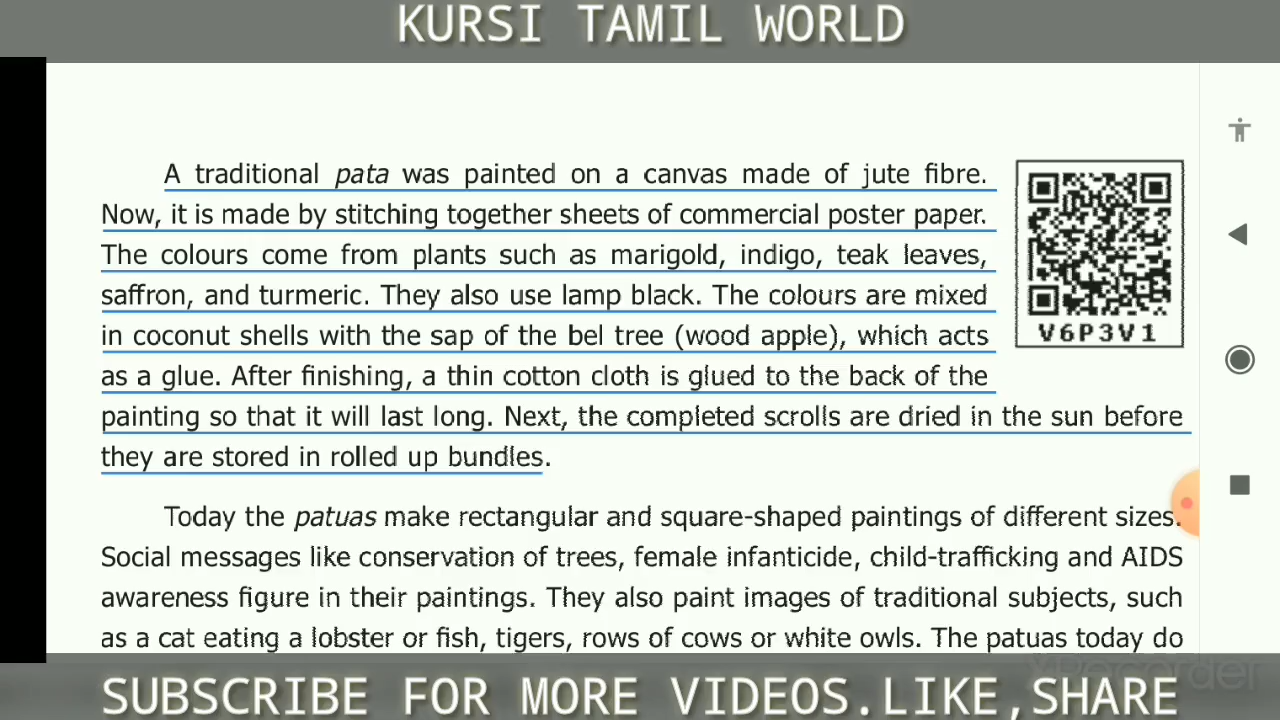 KURSI TAMIL WORLD
A traditional pata was painted on a canvas made of jute fibre.
Now, it is made by stitching together sheets of commercial poster paper.
The colours come from plants such as marigold, indigo, teak leaves,
saffron, and turmeric. They also use lamp black. The colours are mixed
in coconut shells with the sap of the bel tree (wood apple), which acts
as a glue. After finishing, a thin cotton cloth is glued to the back of the
painting so that it will last long. Next, the completed scrolls are dried in the sun before
they are stored in rolled up bundles.
V6P3V1
Today the patuas make rectangular and square-shaped paintings of different sizes.
Social messages like conservation of trees, female infanticide, child-trafficking and AIDS
awareness figure in their paintings. They also paint images of traditional subjects, such
as a cat eating a lobster or fish, tigers, rows of cows or white owls. The patuas today do
XRecorder
SUBSCRIBE FOR MORE VIDEOS.LIKE,SHARE